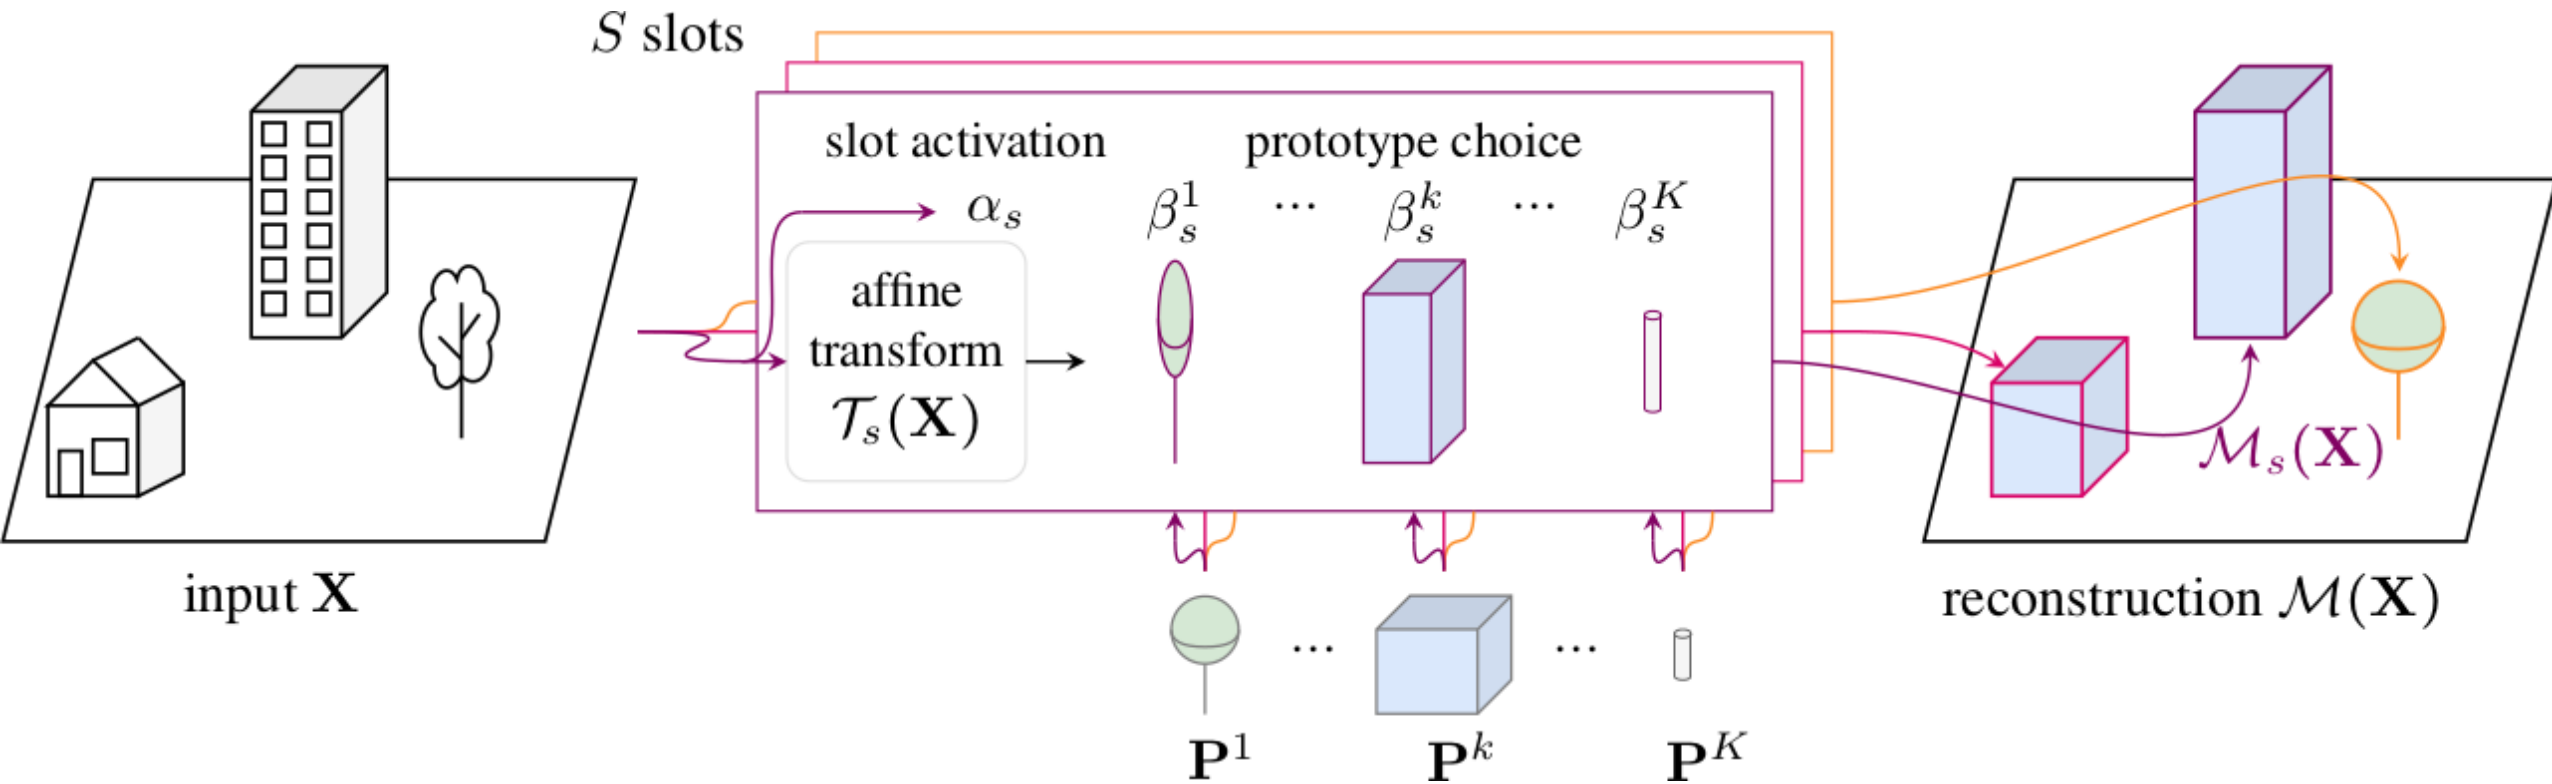 S slots
slot activation
prototype choice
α_s
β_s^1 ... β_s^k ... β_s^K
affine
transform
𝒯_s(𝐗)
ℳ_s(𝐗)
input 𝐗
reconstruction ℳ(𝐗)
... ...
𝐏^1 𝐏^k 𝐏^K